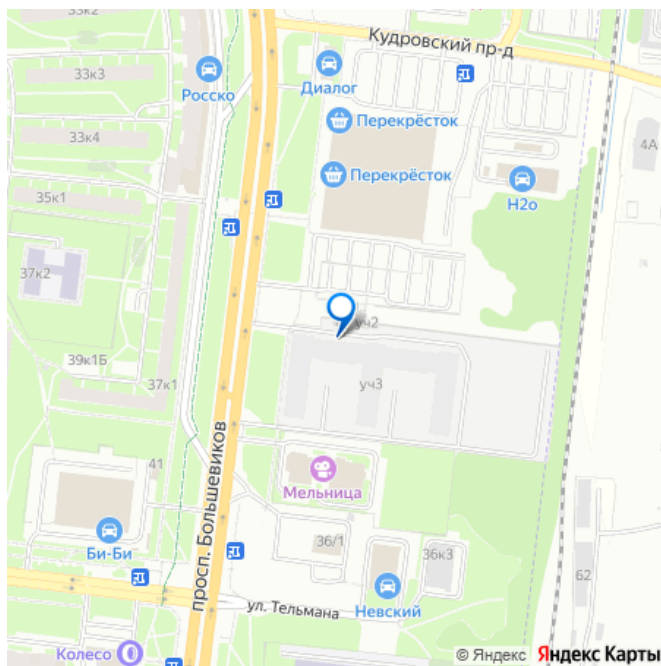 33к2
Кудровский пр-д
33к3
Росско
Диалог
Перекрёсток
33к4
4А
Перекрёсток
35к1
Н2о
37к2
уч2
39к1Б
37к1
уч3
просп. Большевиков
41
Мельница
Би-Би
36/1
36к3
62
ул. Тельмана
Невский
Колесо
© Яндекс Яндекс Карты